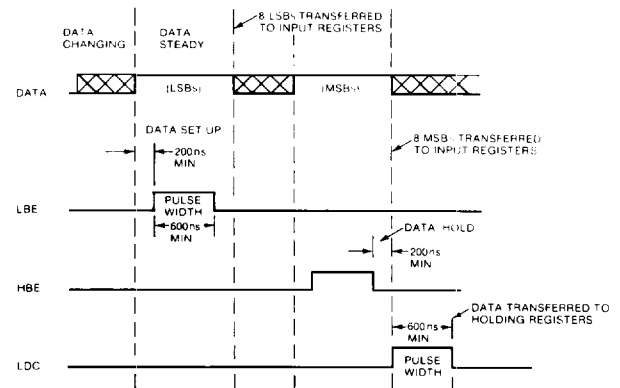 8 LSBs TRANSFERRED
TO INPUT REGISTERS
DATA
CHANGING
DATA
STEADY
DATA
(LSBs)
(MSBs)
DATA SET UP
200ns
MIN
8 MSBs TRANSFERRED
TO INPUT REGISTERS
LBE
PULSE
WIDTH
600ns
MIN
DATA HOLD
200ns
MIN
HBE
DATA TRANSFERRED TO
HOLDING REGISTERS
600ns
MIN
LDC
PULSE
WIDTH